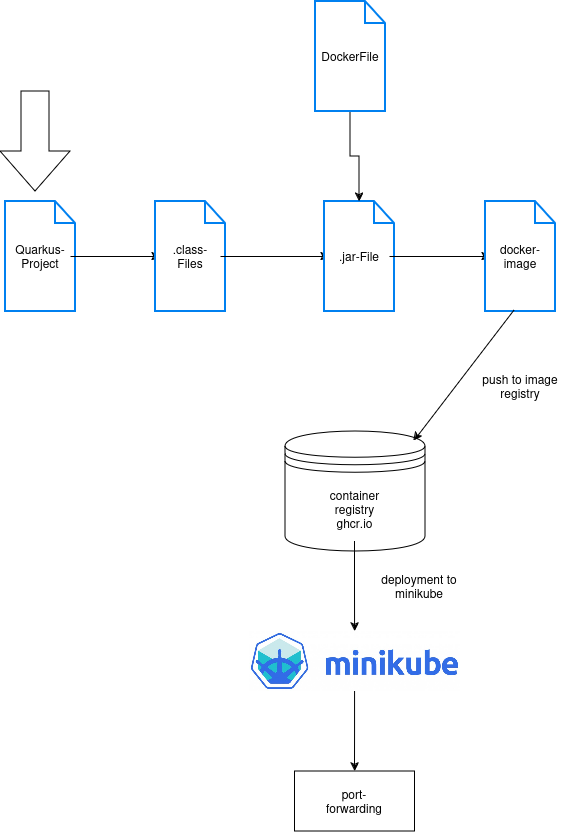 DockerFile
Quarkus-
Project
.class-
Files
.jar-File
docker-
image
push to image
registry
container
registry
ghcr.io
deployment to
minikube
minikube
port-
forwarding